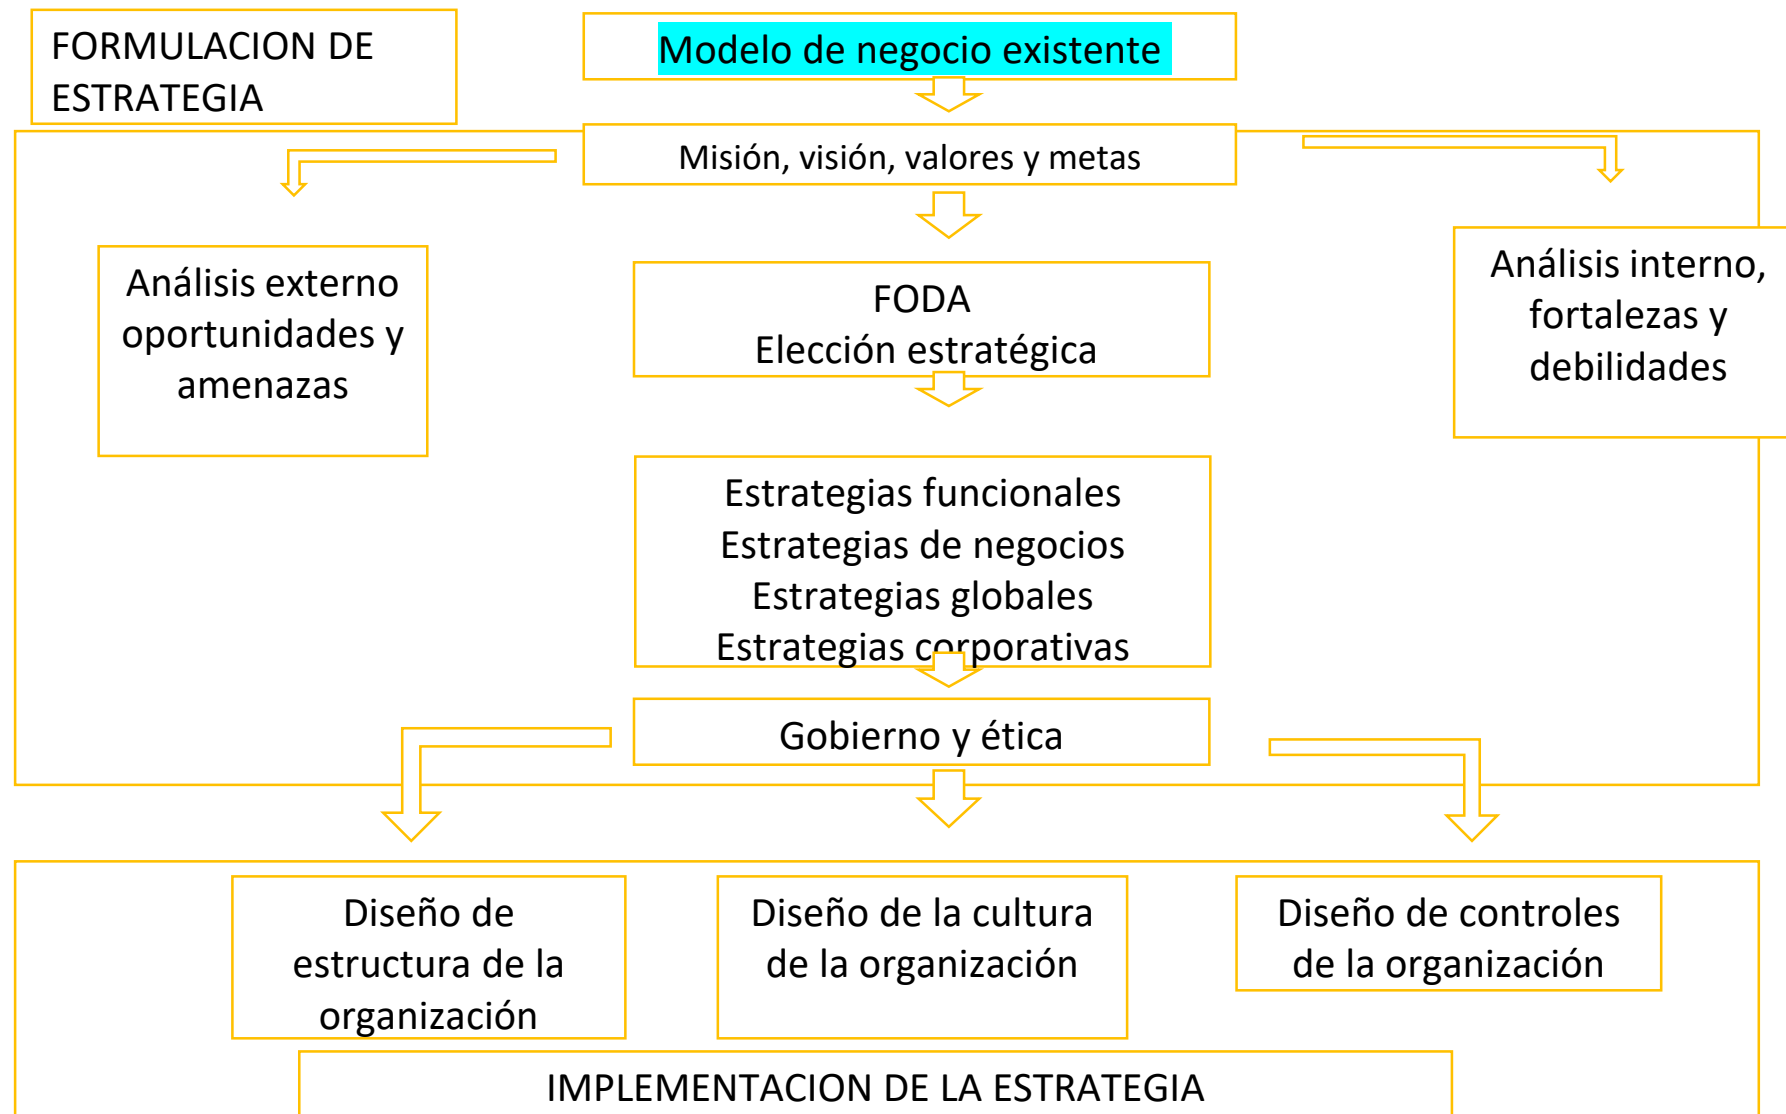 FORMULACION DE
ESTRATEGIA
Modelo de negocio existente
Misión, visión, valores y metas
Análisis externo
oportunidades y
amenazas
FODA
Elección estratégica
Análisis interno,
fortalezas y
debilidades
Estrategias funcionales
Estrategias de negocios
Estrategias globales
Estrategias corporativas
Gobierno y ética
Diseño de
estructura de la
organización
Diseño de la cultura
de la organización
Diseño de controles
de la organización
IMPLEMENTACION DE LA ESTRATEGIA